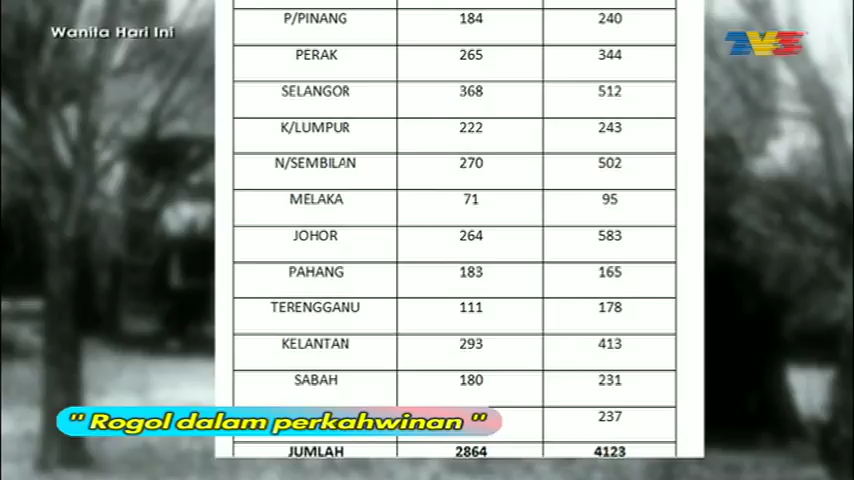 Wanita Hari Ini
TV3
P/PINANG 184 240
PERAK 265 344
SELANGOR 368 512
K/LUMPUR 222 243
N/SEMBILAN 270 502
MELAKA 71 95
JOHOR 264 583
PAHANG 183 165
TERENGGANU 111 178
KELANTAN 293 413
SABAH 180 231
237
" Rogol dalam perkahwinan "
JUMLAH 2864 4123